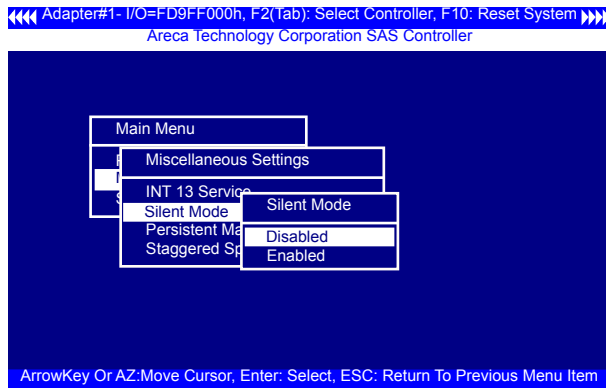 Adapter#1- I/O=FD9FF000h, F2(Tab): Select Controller, F10: Reset System
Areca Technology Corporation SAS Controller
Main Menu
Miscellaneous Settings
INT 13 Service
Silent Mode
Persistent Ma
Staggered Sp
Silent Mode
Disabled
Enabled
ArrowKey Or AZ:Move Cursor, Enter: Select, ESC: Return To Previous Menu Item